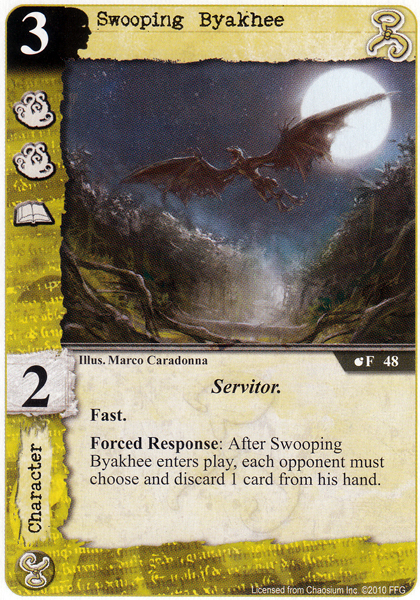 3
Swooping Byakhee
Illus. Marco Caradonna
F 48
2
Servitor.
Fast.
Forced Response: After Swooping
Byakhee enters play, each opponent must
choose and discard 1 card from his hand.
Character
Licensed from Chaosium Inc. ©2010 FFG